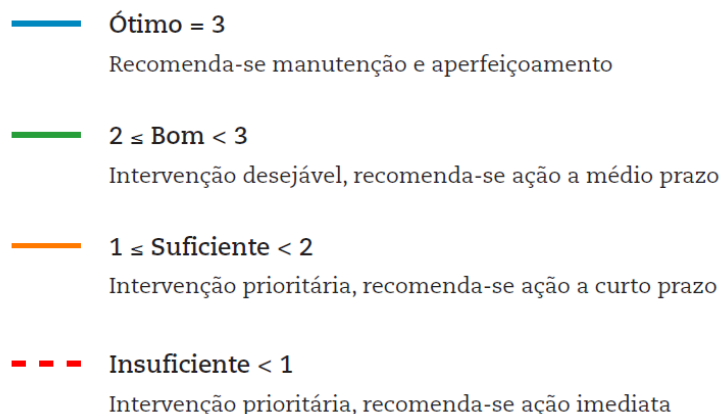 Ótimo = 3
Recomenda-se manutenção e aperfeiçoamento
2 ≤ Bom < 3
Intervenção desejável, recomenda-se ação a médio prazo
1 ≤ Suficiente < 2
Intervenção prioritária, recomenda-se ação a curto prazo
Insuficiente < 1
Intervenção prioritária, recomenda-se ação imediata